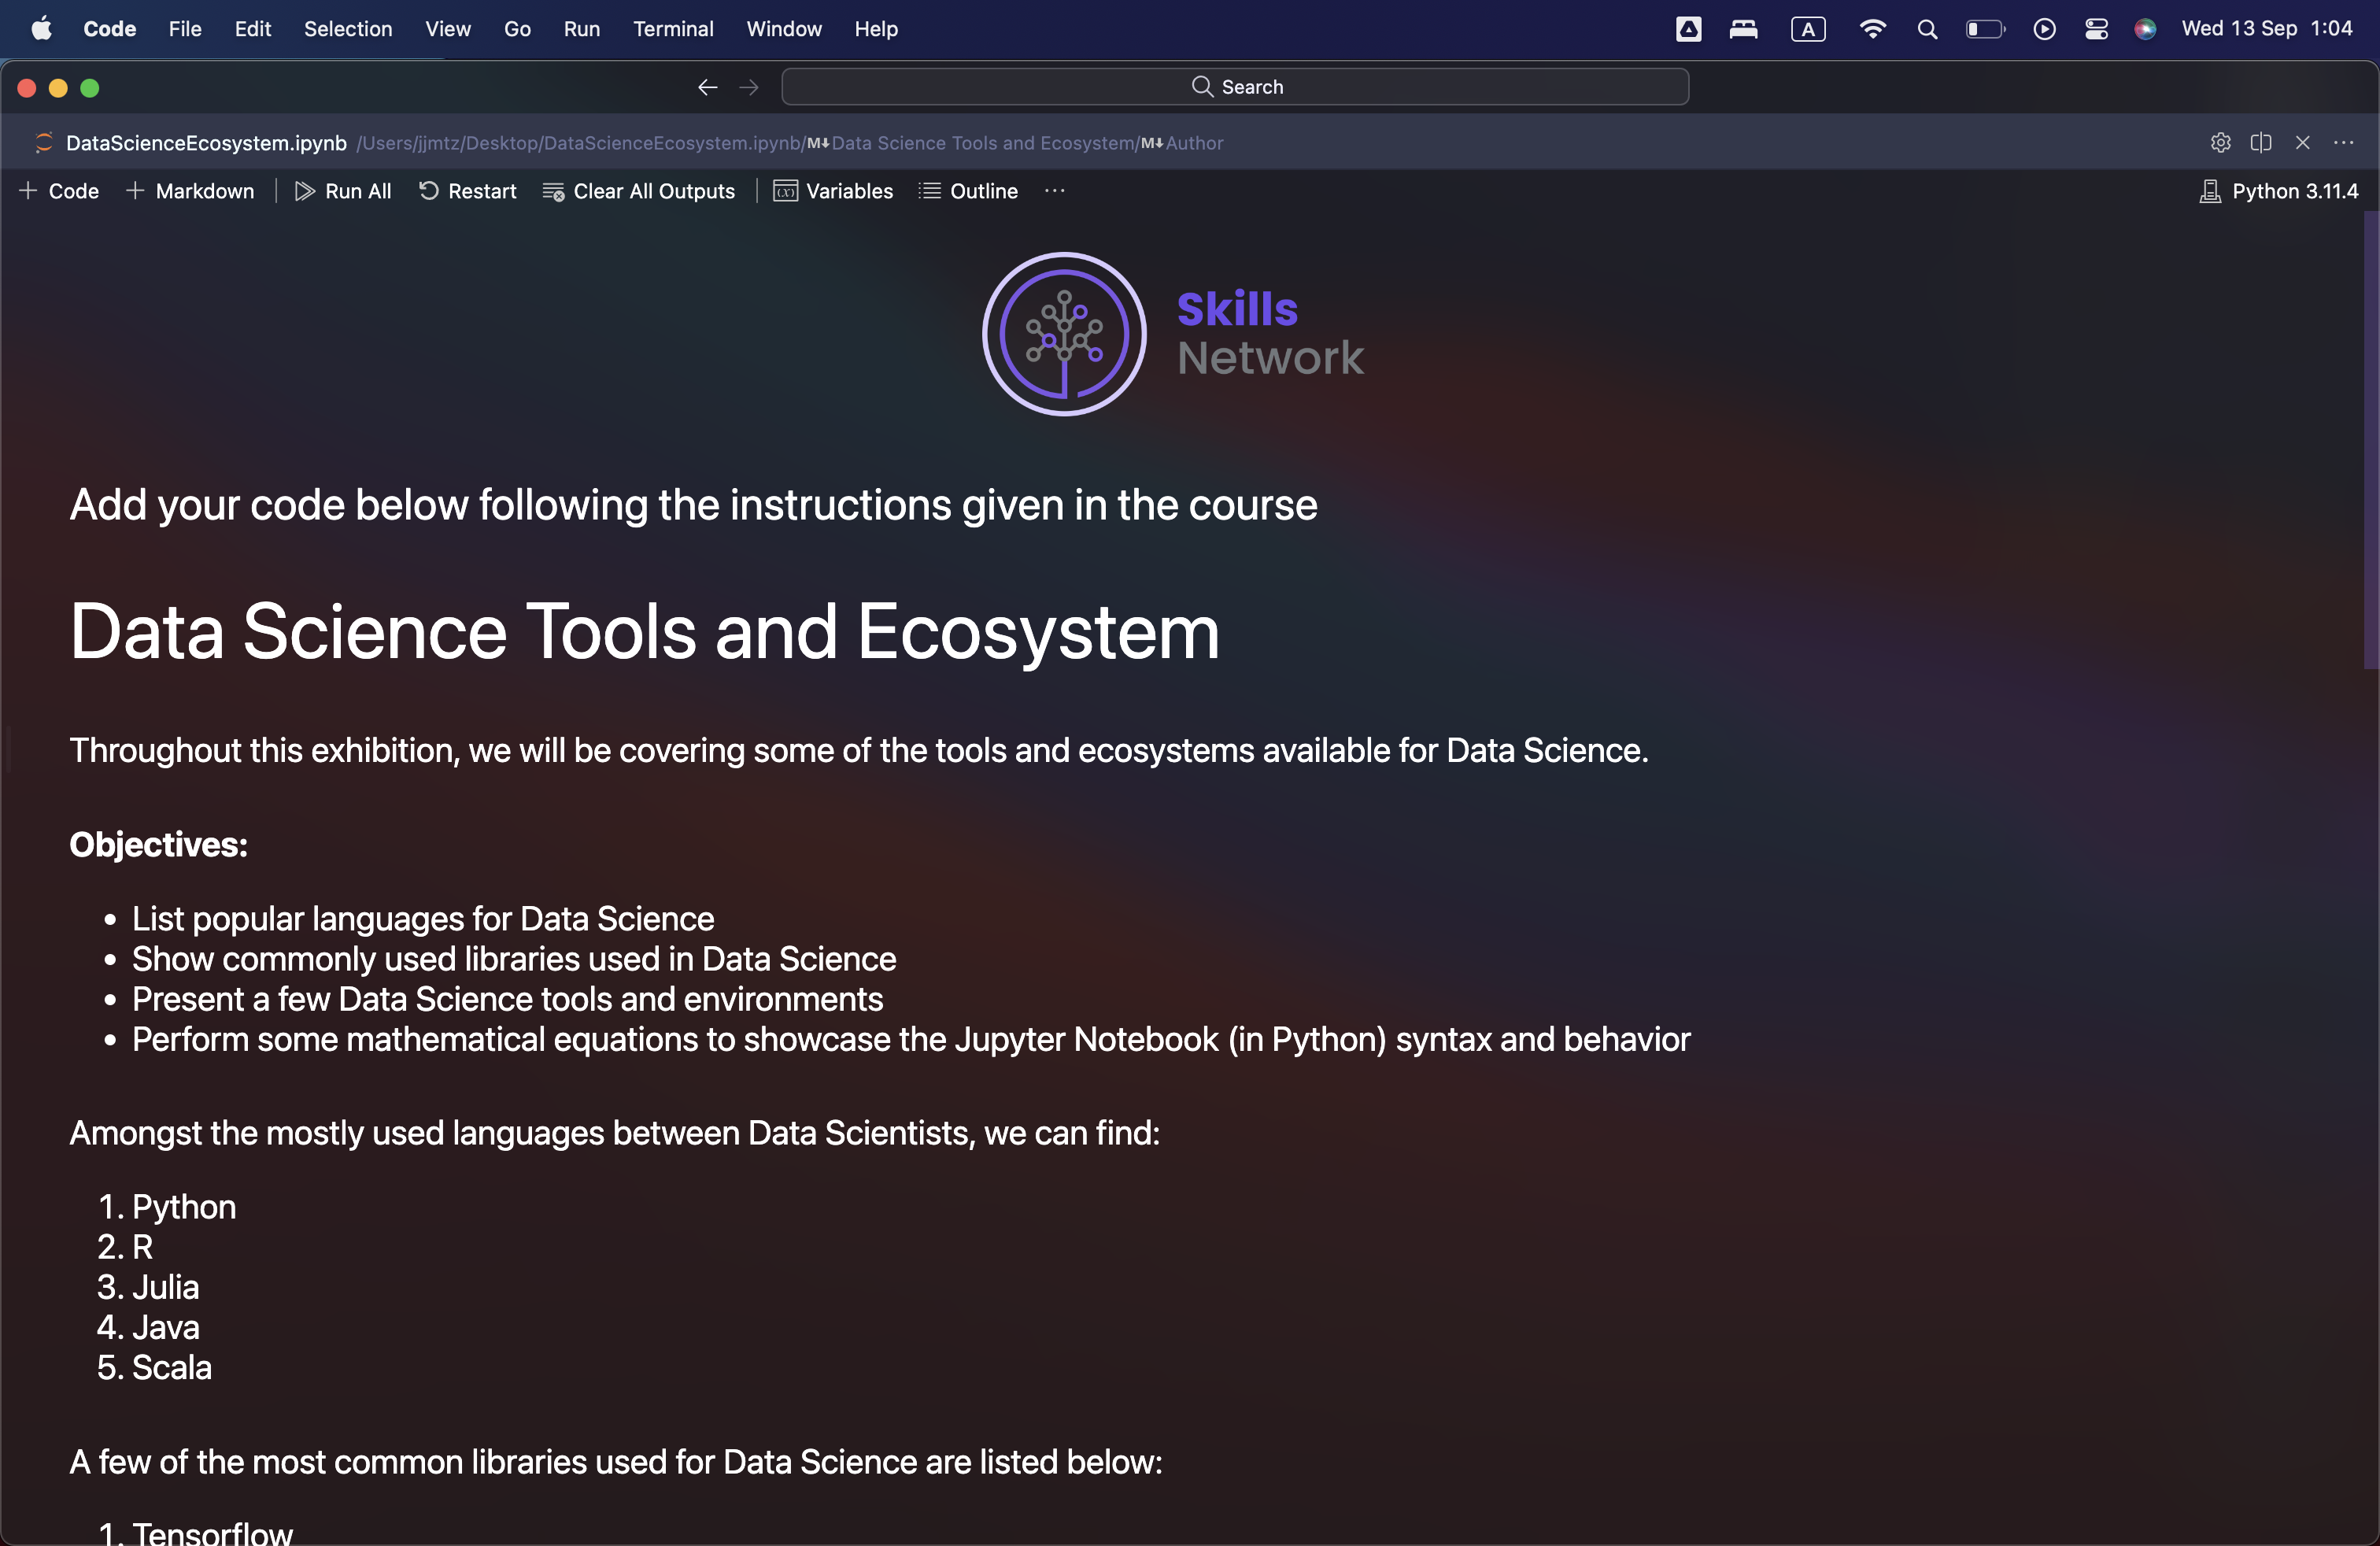 Code File Edit Selection View Go Run Terminal Window Help A Wed 13 Sep 1:04
Search
DataScienceEcosystem.ipynb /Users/jjmtz/Desktop/DataScienceEcosystem.ipynb/M↓Data Science Tools and Ecosystem/M↓Author
+ Code + Markdown Run All Restart Clear All Outputs (x) Variables Outline ... Python 3.11.4
Skills
Network
Add your code below following the instructions given in the course
Data Science Tools and Ecosystem
Throughout this exhibition, we will be covering some of the tools and ecosystems available for Data Science.
Objectives:
• List popular languages for Data Science
• Show commonly used libraries used in Data Science
• Present a few Data Science tools and environments
• Perform some mathematical equations to showcase the Jupyter Notebook (in Python) syntax and behavior
Amongst the mostly used languages between Data Scientists, we can find:
1. Python
2. R
3. Julia
4. Java
5. Scala
A few of the most common libraries used for Data Science are listed below:
1. Tensorflow